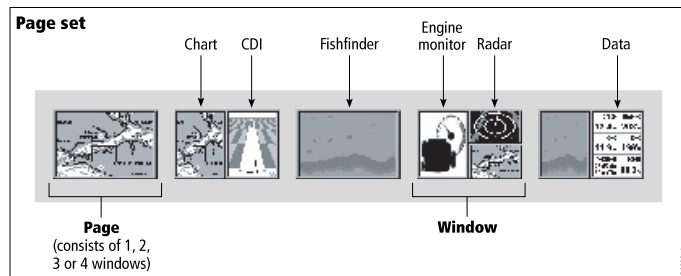 Page set
Engine
Chart CDI Fishfinder monitor Radar Data
Page
(consists of 1, 2,
3 or 4 windows)
Window